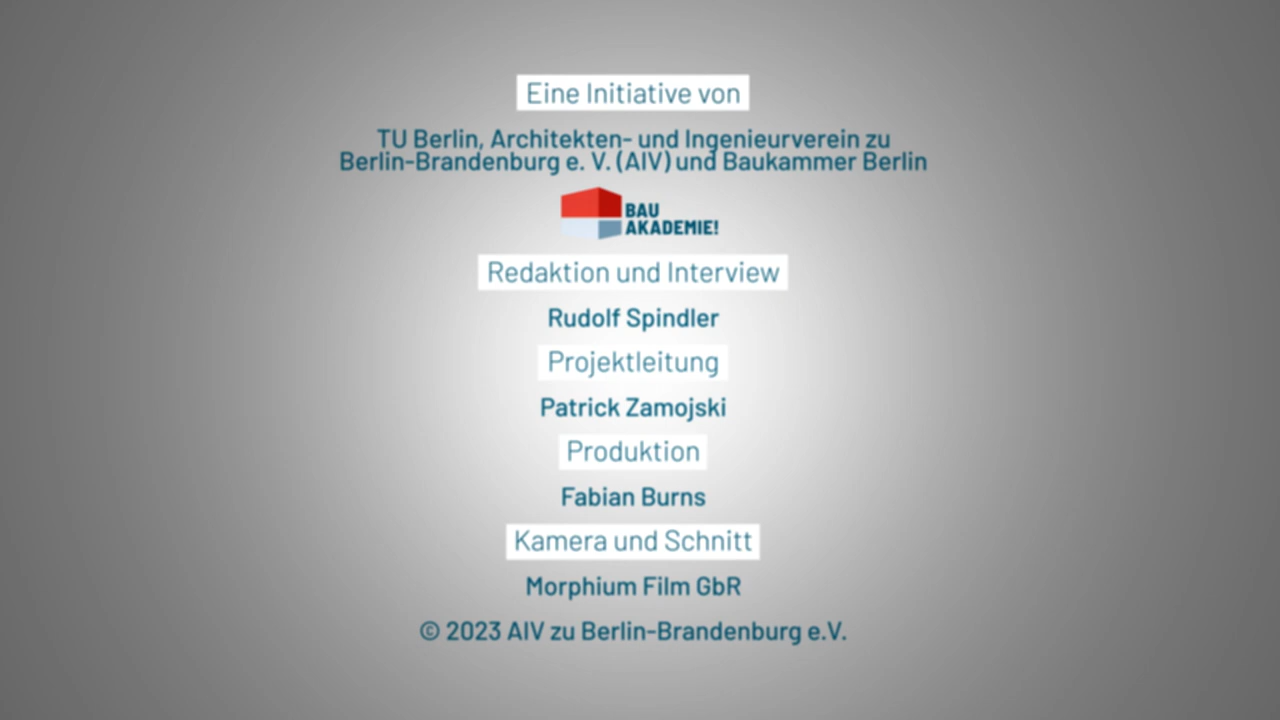 Eine Initiative von
TU Berlin, Architekten- und Ingenieurverein zu
Berlin-Brandenburg e. V. (AIV) und Baukammer Berlin
BAU
AKADEMIE!
Redaktion und Interview
Rudolf Spindler
Projektleitung
Patrick Zamojski
Produktion
Fabian Burns
Kamera und Schnitt
Morphium Film GbR
© 2023 AIV zu Berlin-Brandenburg e.V.